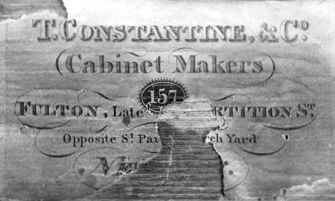 T. CONSTANTINE, & Co.
Cabinet Makers
157
FULTON, Late RTITION St.
Opposite St. Pa ch Yard